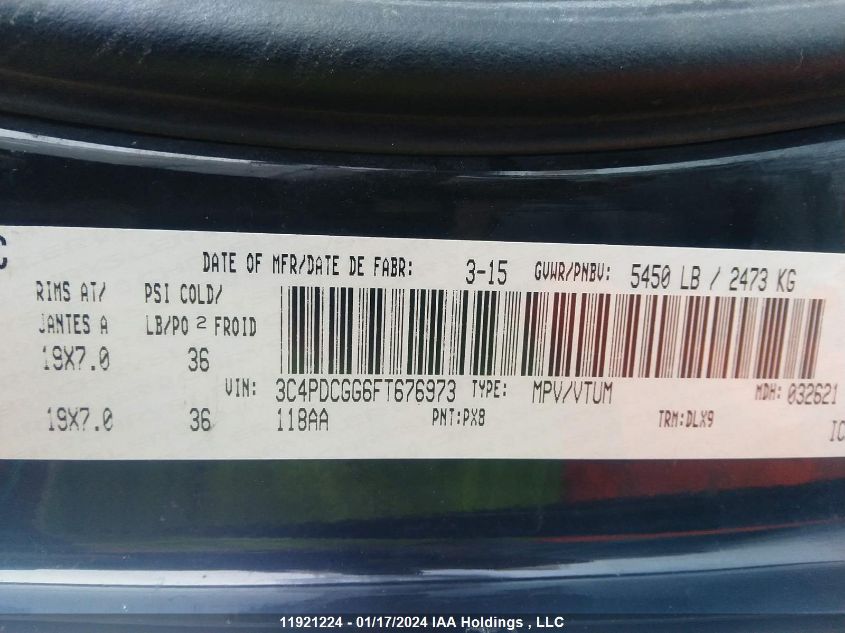 C
DATE OF MFR/DATE DE FABR: 3-15 GVWR/PNBV: 5450 LB / 2473 KG
RIMS AT/ PSI COLD/
JANTES A LB/PO 2 FROID
19X7.0 36
VIN: 3C4PDCGG6FT676973 TYPE: MPV/VTUM MDH: 032621
19X7.0 36 118AA PNT:PX8 TRM:DLX9
IC
11921224 - 01/17/2024 IAA Holdings , LLC